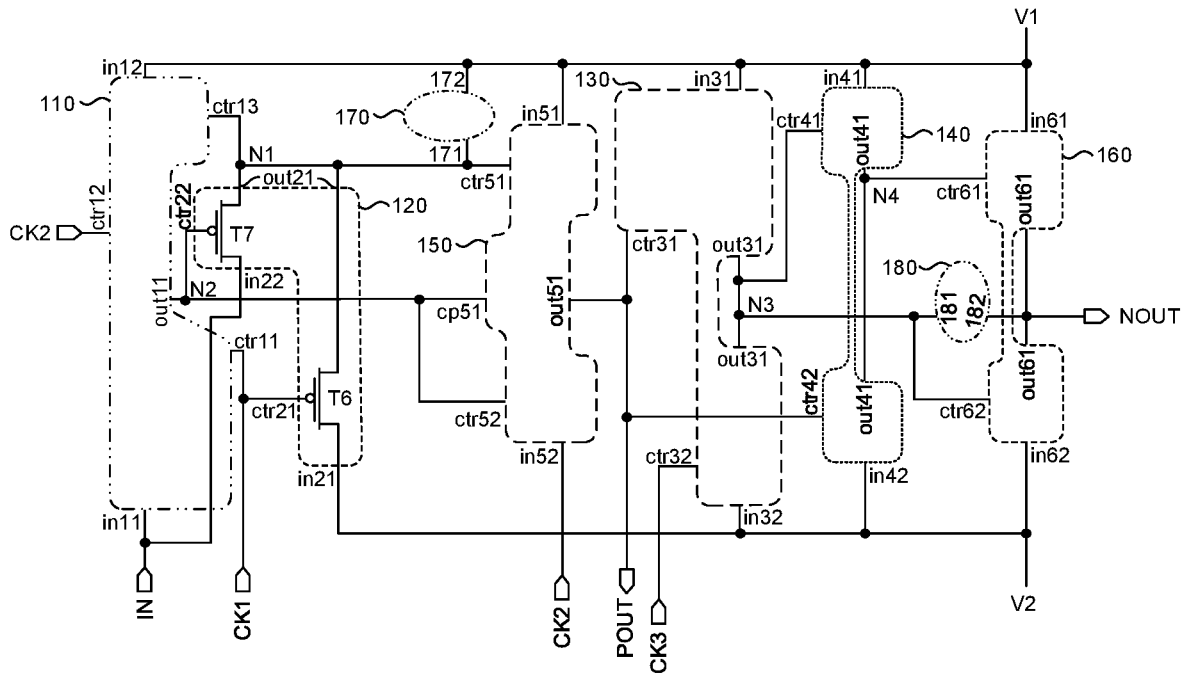 V1
in12
172
130
in31
in41
110
ctr13
170
in51
ctr41
out41
140
in61
160
171
N1
ctr51
out21
ctr12
ctr22
120
N4
ctr61
out61
CK2
T7
150
ctr31
out31
180
in22
out11
N2
cp51
out51
N3
181
182
NOUT
ctr11
out31
out61
ctr21
T6
ctr52
ctr42
out41
ctr62
in21
in52
ctr32
in42
in62
in11
in32
IN
CK1
CK2
POUT
CK3
V2